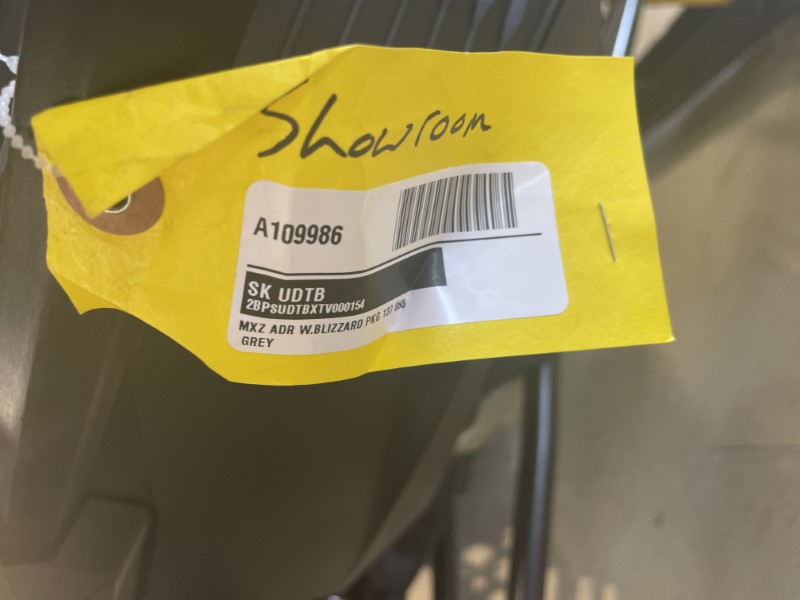 Showroom
A109986
SK UDTB
2BPSUDTBXTV000154
MXZ ADR W.BLIZZARD PKG 137 850
GREY